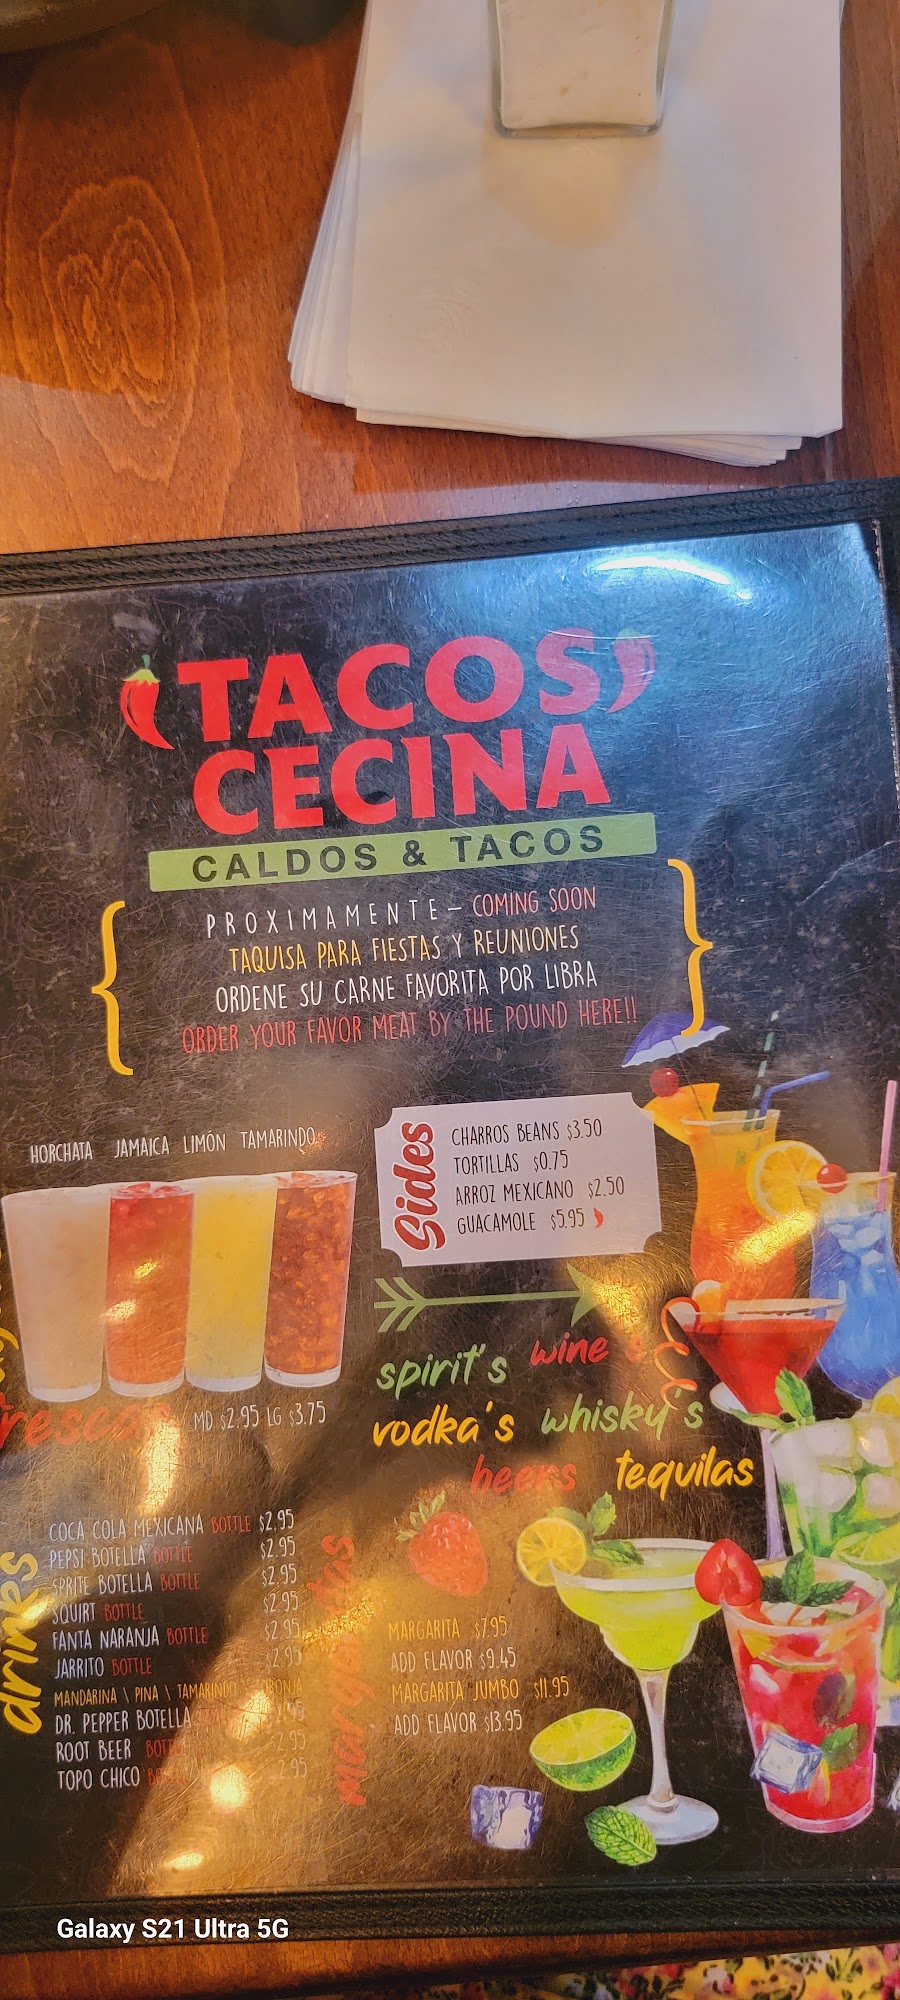 TACOS
CECINA
CALDOS & TACOS
PROXIMAMENTE- COMING SOON
TAQUISA PARA FIESTAS Y REUNIONES
ORDENE SU CARNE FAVORITA POR LIBRA
ORDER YOUR FAVOR MEAT BY THE POUND HERE!!
HORCHATA JAMAICA LIMÓN TAMARINDO
MD $2.95 LG $3.75
Sides
CHARROS BEANS $3.50
TORTILLAS $0.75
ARROZ MEXICANO $2.50
GUACAMOLE $5.95
spirit's wine's
vodka's whisky's
beers tequilas
drinks
COCA COLA MEXICANA BOTTLE $2.95
PEPSI BOTELLA BOTTLE $2.95
SPRITE BOTELLA BOTTLE $2.95
SQUIRT BOTTLE $2.95
FANTA NARANJA BOTTLE $2.95
JARRITO BOTTLE $2.95
MANDARINA \ PINA \ TAMARINDO
DR. PEPPER BOTELLA
ROOT BEER
TOPO CHICO
margaritas
MARGARITA $7.95
ADD FLAVOR $9.45
MARGARITA JUMBO $11.95
ADD FLAVOR $13.95
Galaxy S21 Ultra 5G